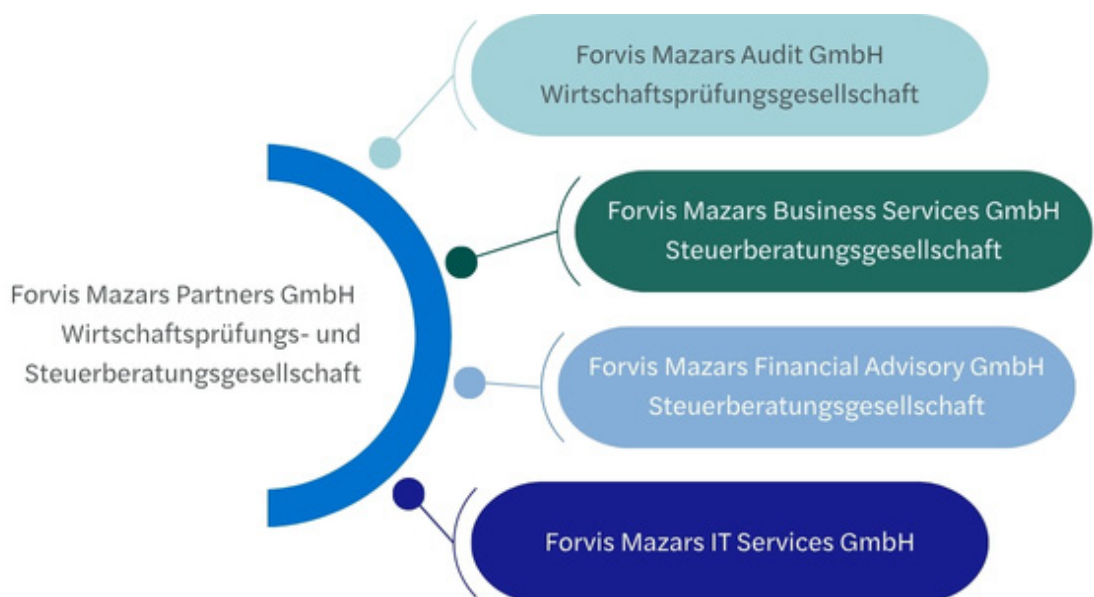 Forvis Mazars Audit GmbH
Wirtschaftsprüfungsgesellschaft
Forvis Mazars Business Services GmbH
Steuerberatungsgesellschaft
Forvis Mazars Partners GmbH
Wirtschaftsprüfungs- und
Steuerberatungsgesellschaft
Forvis Mazars Financial Advisory GmbH
Steuerberatungsgesellschaft
Forvis Mazars IT Services GmbH